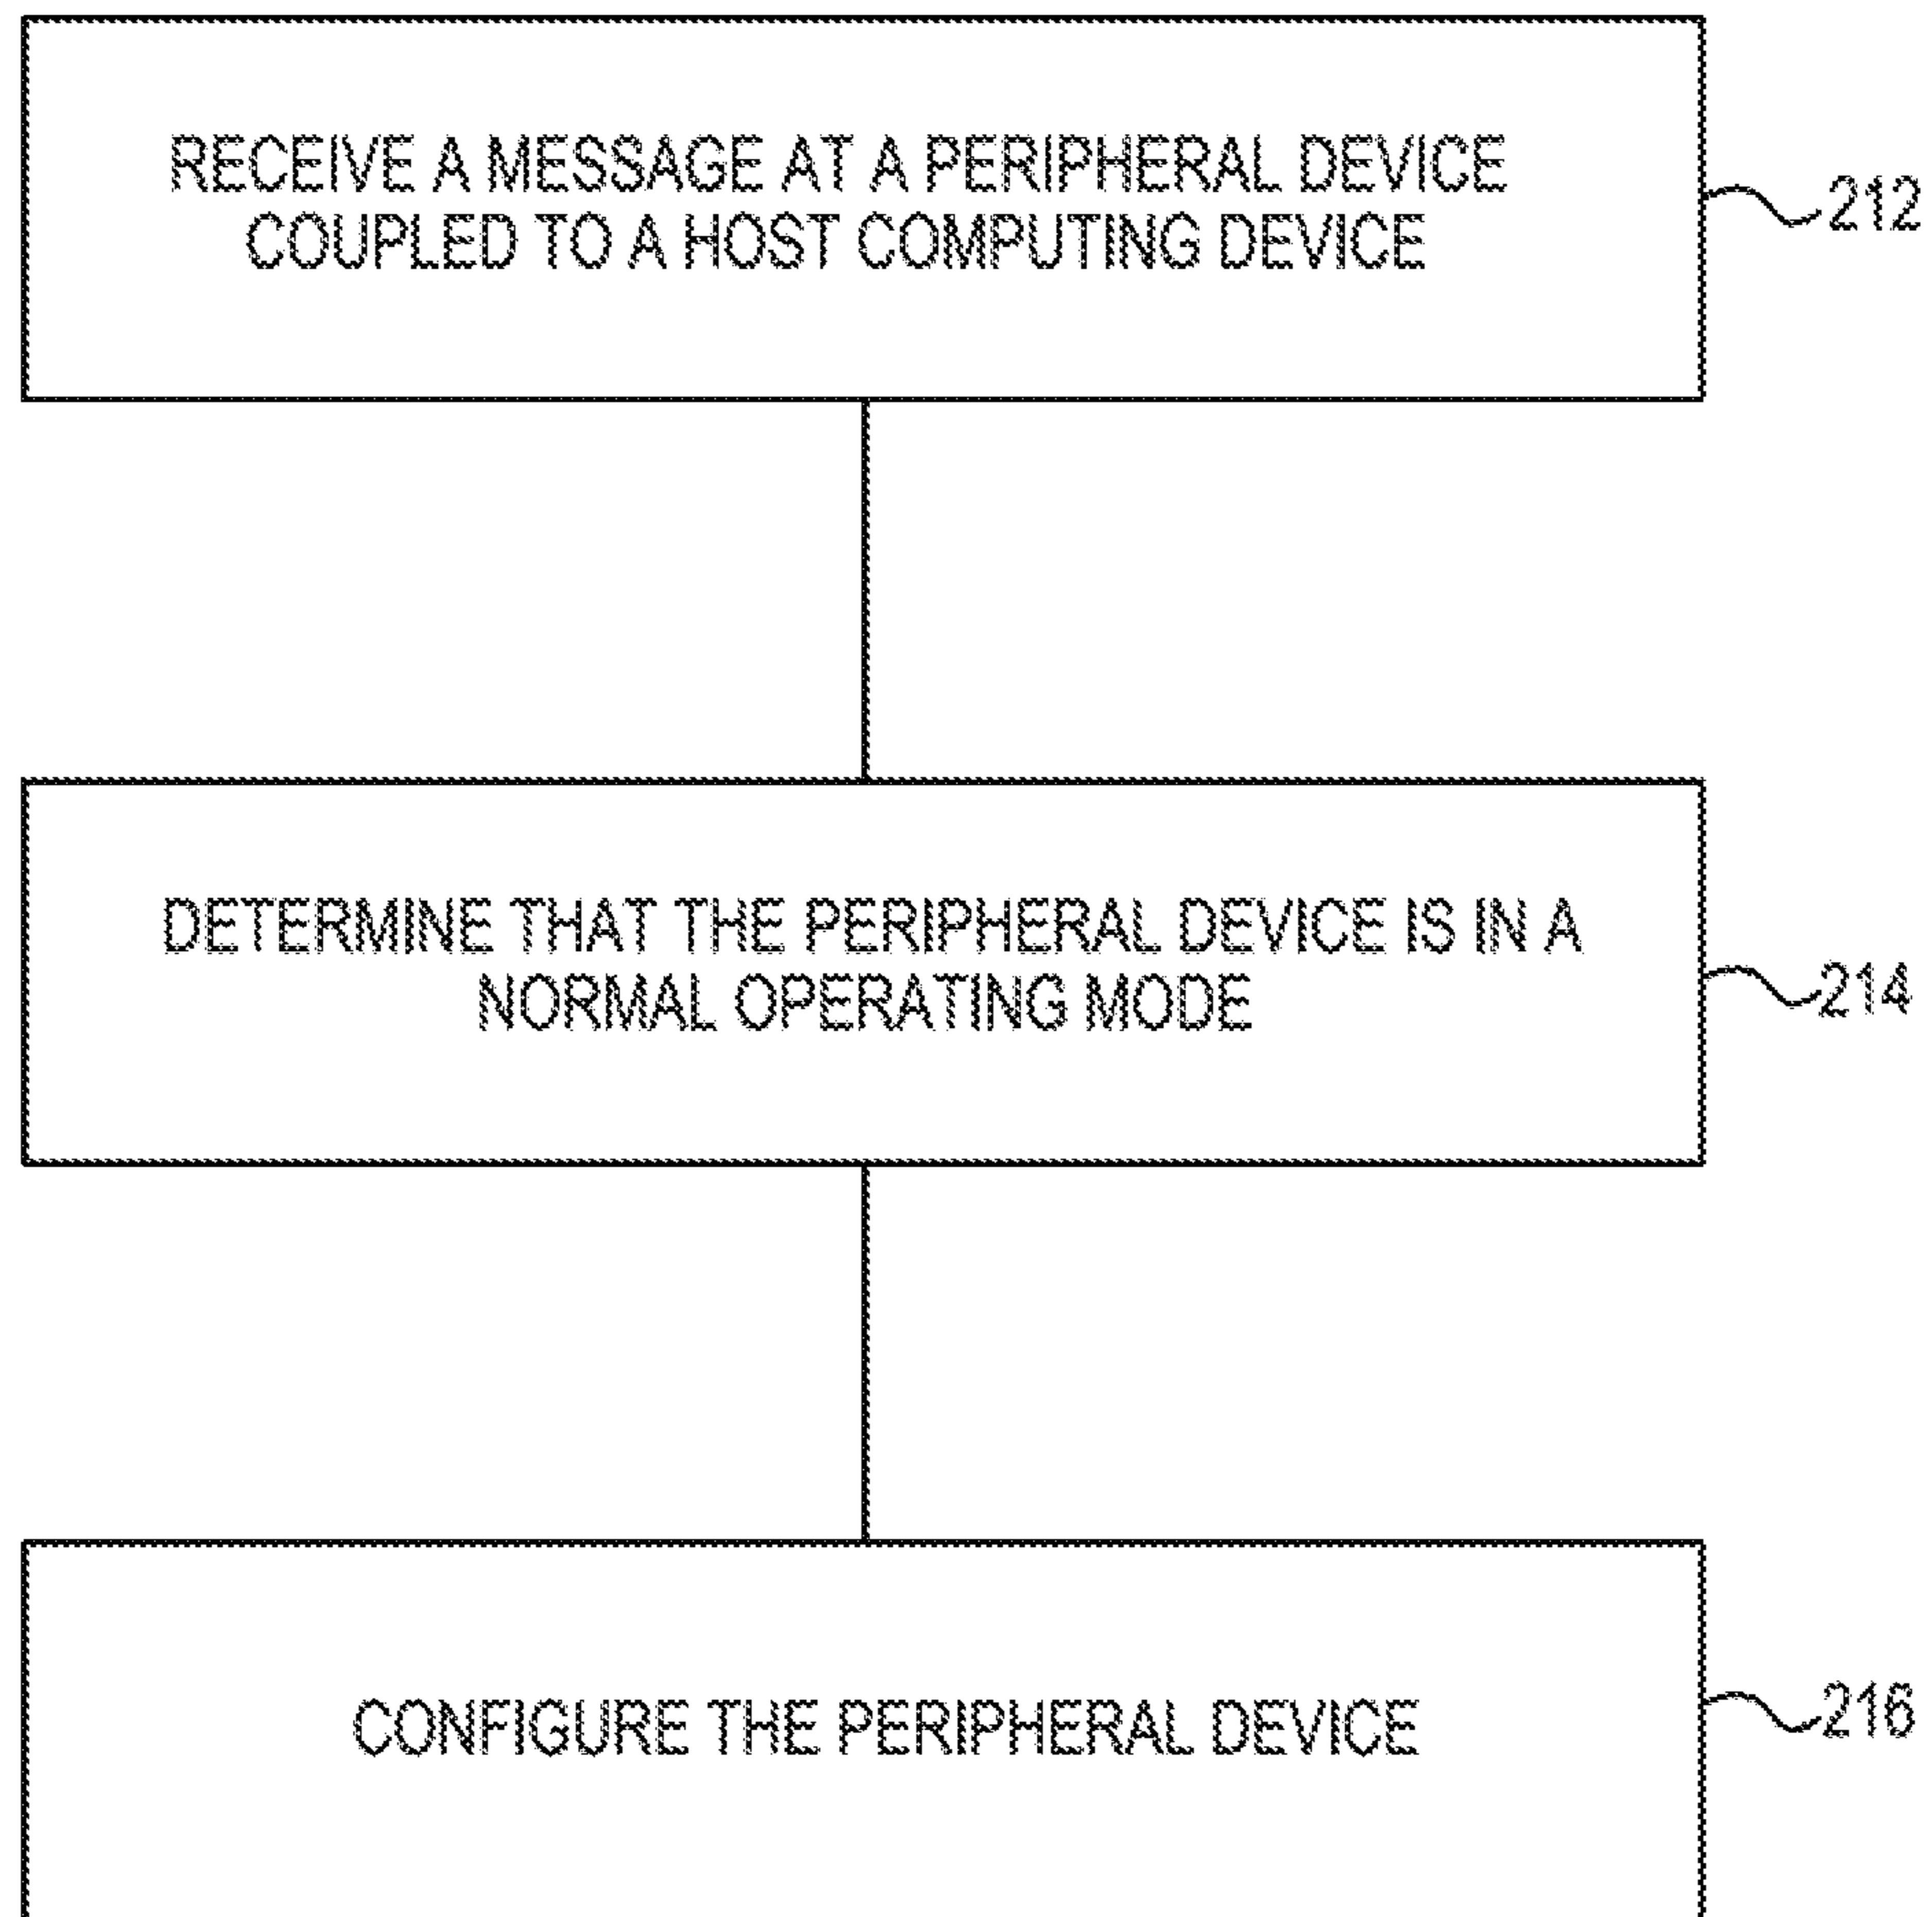 RECEIVE A MESSAGE AT A PERIPHERAL DEVICE
COUPLED TO A HOST COMPUTING DEVICE
212
DETERMINE THAT THE PERIPHERAL DEVICE IS IN A
NORMAL OPERATING MODE
214
CONFIGURE THE PERIPHERAL DEVICE
216